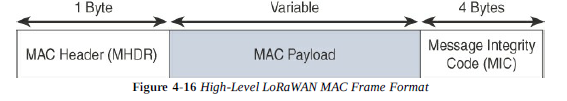 1 Byte Variable 4 Bytes
MAC Header (MHDR) MAC Payload Message Integrity
Code (MIC)
Figure 4-16 High-Level LoRaWAN MAC Frame Format